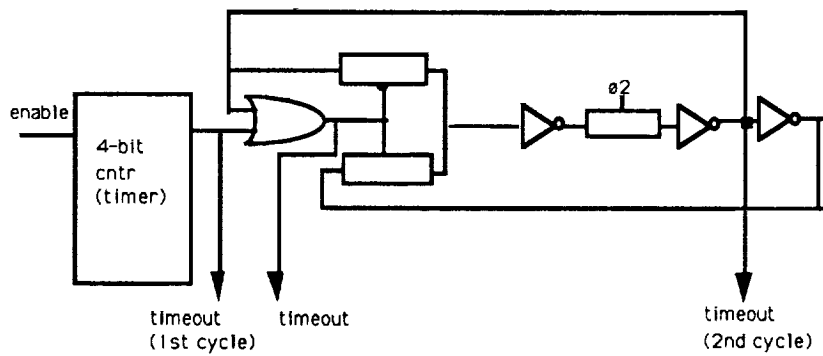 ø2
enable
4-bit
cntr
(timer)
timeout
(1st cycle)
timeout
timeout
(2nd cycle)